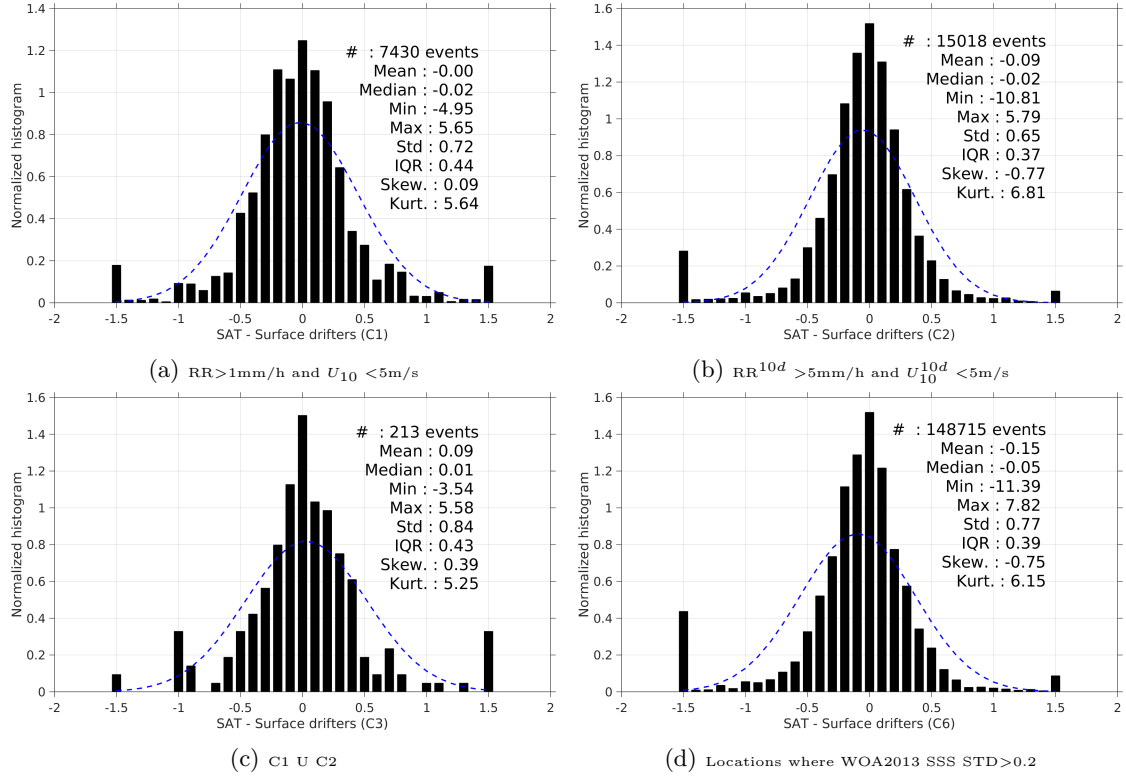 1.4
1.2
1
0.8
0.6
0.4
0.2
0
-2
-1.5
-1
-0.5
0
0.5
1
1.5
2
Normalized histogram
SAT - Surface drifters (C1)
# : 7430 events
Mean : -0.00
Median : -0.02
Min : -4.95
Max : 5.65
Std : 0.72
IQR : 0.44
Skew. : 0.09
Kurt. : 5.64
(a) RR>1mm/h and U10 <5m/s
1.6
1.4
1.2
1
0.8
0.6
0.4
0.2
0
-2
-1.5
-1
-0.5
0
0.5
1
1.5
2
Normalized histogram
SAT - Surface drifters (C2)
# : 15018 events
Mean : -0.09
Median : -0.02
Min : -10.81
Max : 5.79
Std : 0.65
IQR : 0.37
Skew. : -0.77
Kurt. : 6.81
(b) RR10d >5mm/h and U10 10d <5m/s
1.6
1.4
1.2
1
0.8
0.6
0.4
0.2
0
-2
-1.5
-1
-0.5
0
0.5
1
1.5
2
Normalized histogram
SAT - Surface drifters (C3)
# : 213 events
Mean : 0.09
Median : 0.01
Min : -3.54
Max : 5.58
Std : 0.84
IQR : 0.43
Skew. : 0.39
Kurt. : 5.25
(c) C1 U C2
1.6
1.4
1.2
1
0.8
0.6
0.4
0.2
0
-2
-1.5
-1
-0.5
0
0.5
1
1.5
2
Normalized histogram
SAT - Surface drifters (C6)
# : 148715 events
Mean : -0.15
Median : -0.05
Min : -11.39
Max : 7.82
Std : 0.77
IQR : 0.39
Skew. : -0.75
Kurt. : 6.15
(d) Locations where WOA2013 SSS STD>0.2